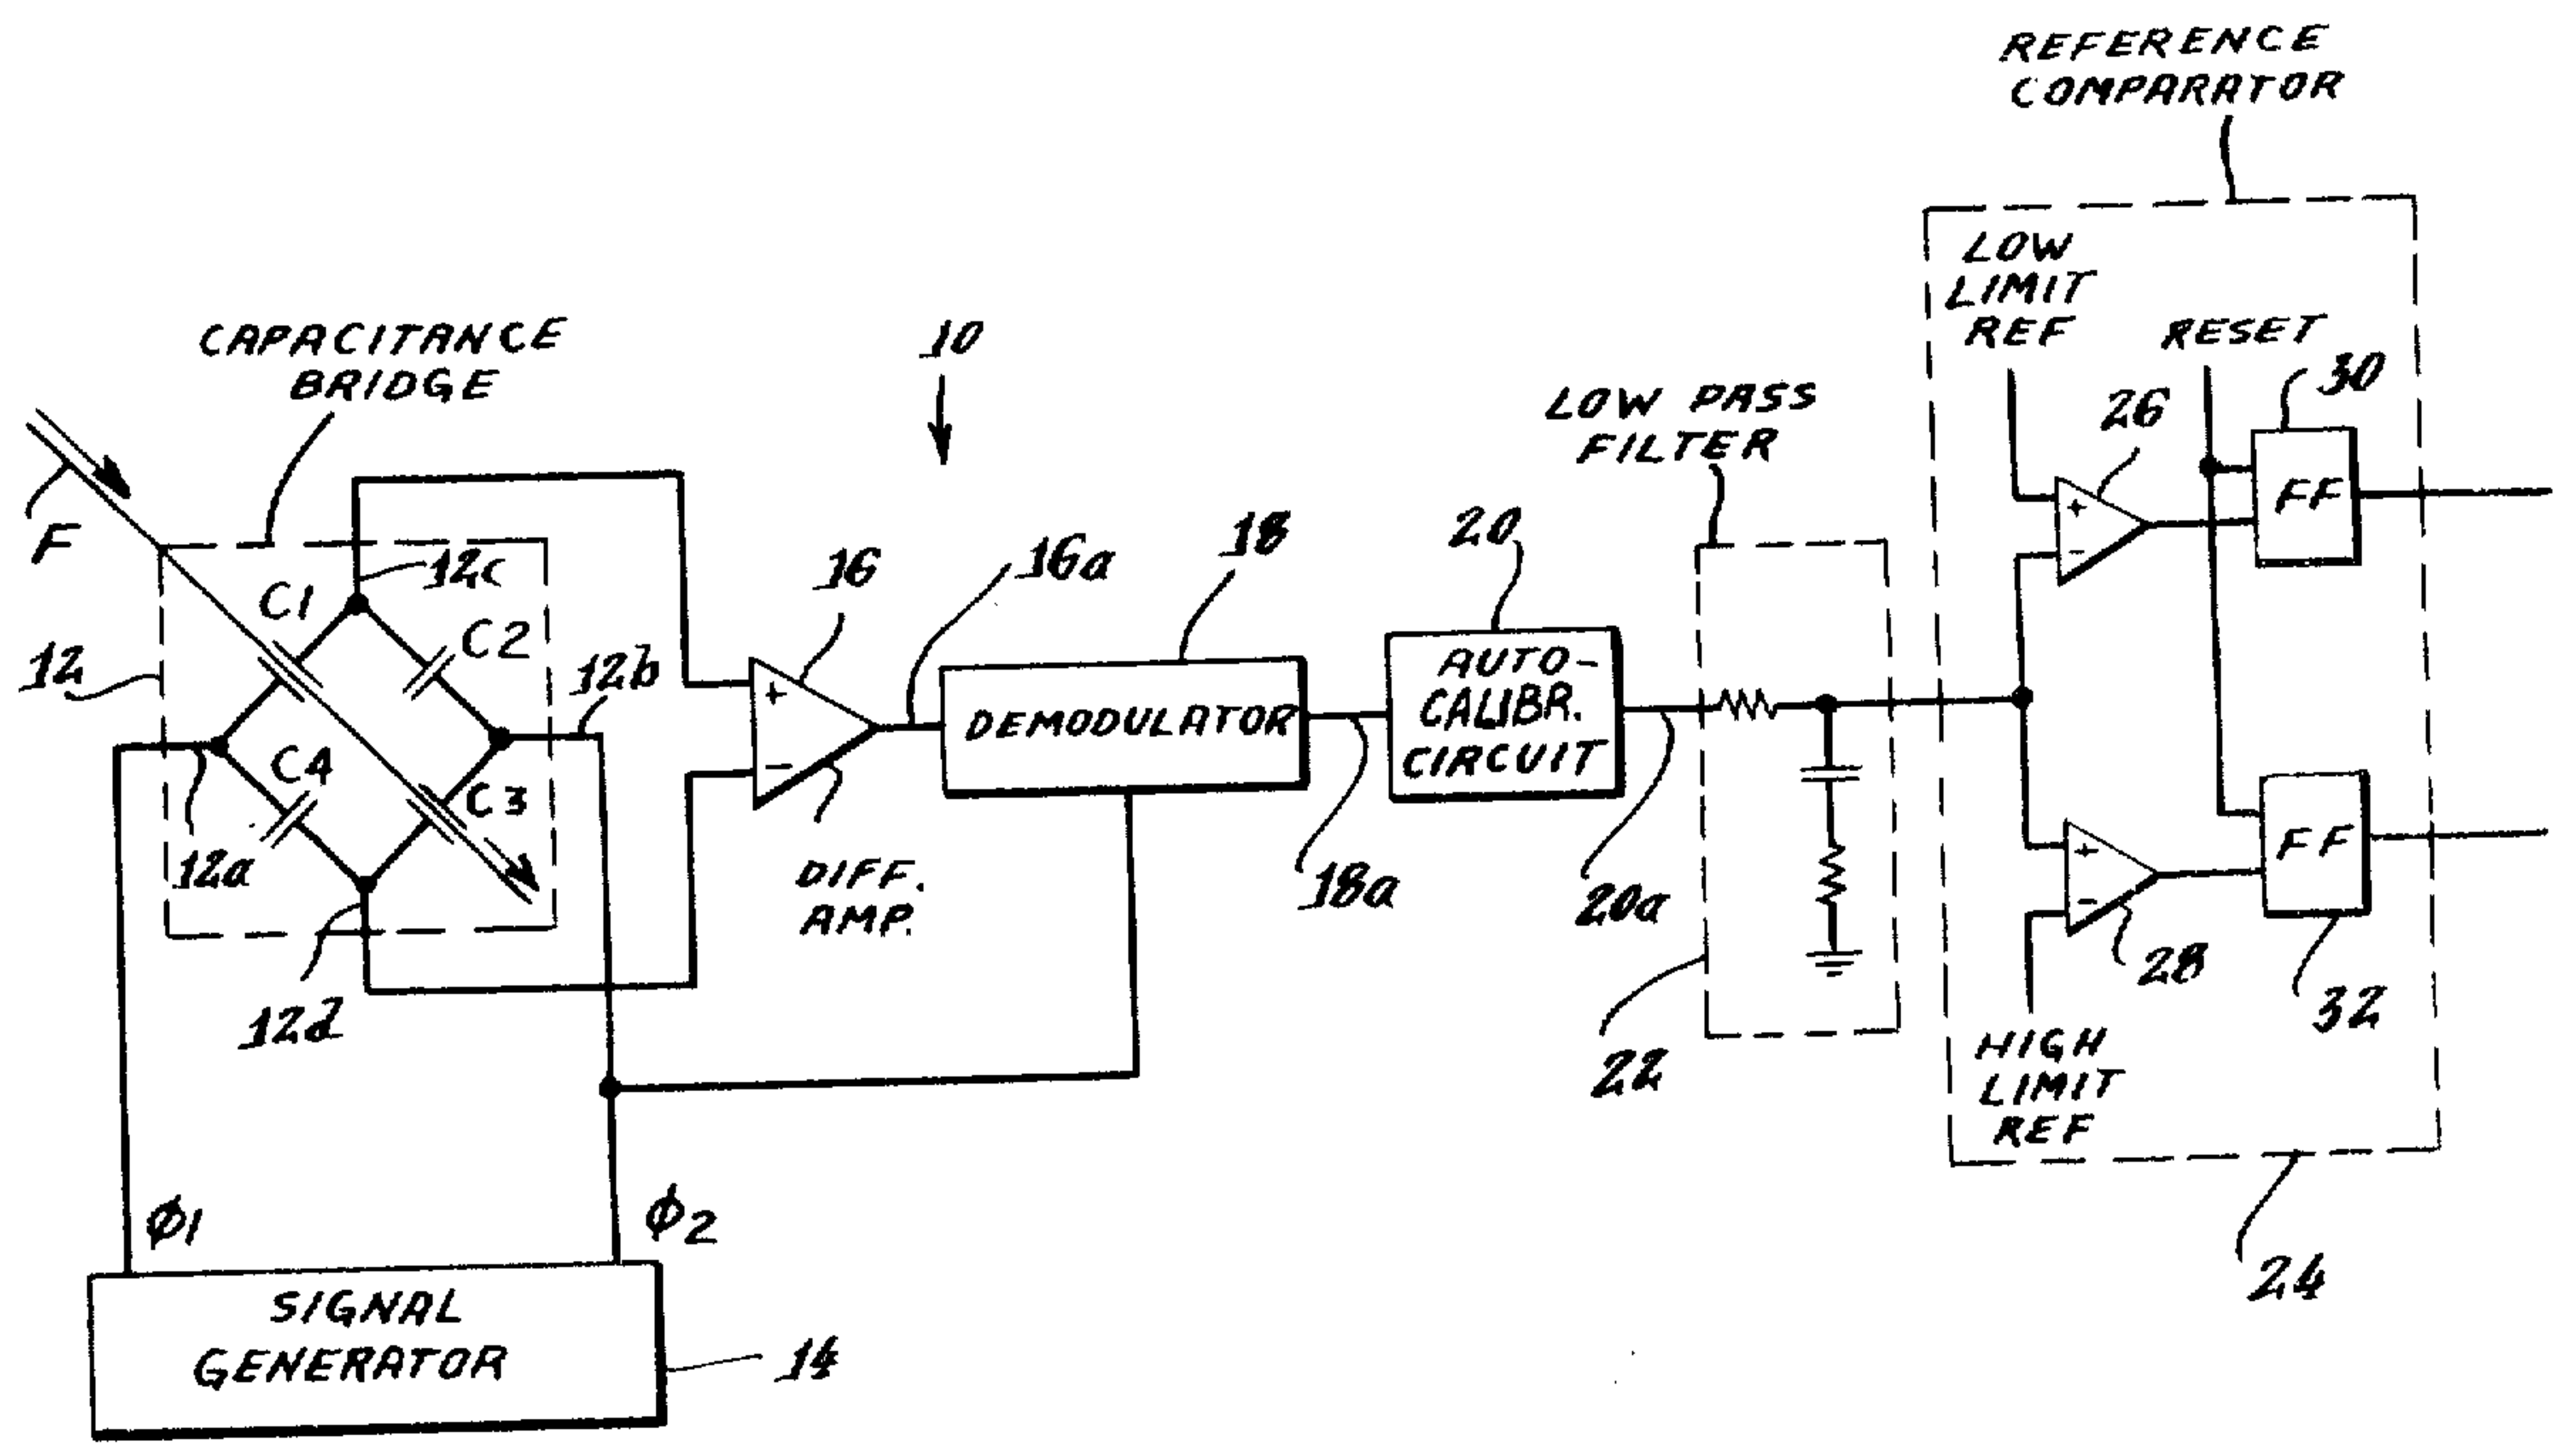 REFERENCE
COMPARATOR
LOW
LIMIT
REF
RESET
30
26
FF
+
-
CAPACITANCE
BRIDGE
10
LOW PASS
FILTER
F
12c
C1
C2
12
12b
16
16a
18
20
+
-
DEMODULATOR
AUTO-
CALIBR.
CIRCUIT
C4
C3
12a
12d
DIFF.
AMP.
18a
20a
22
+
-
FF
28
32
HIGH
LIMIT
REF
24
φ1
φ2
SIGNAL
GENERATOR
14